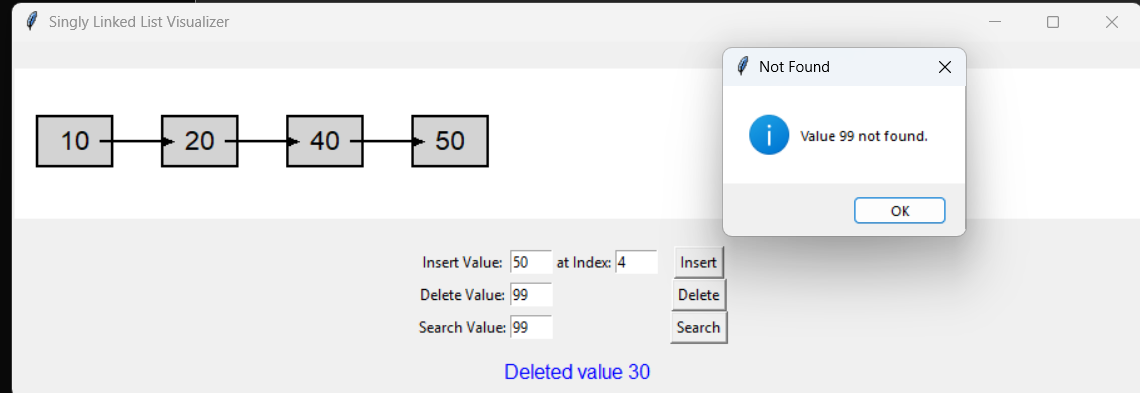 Singly Linked List Visualizer
Not Found
Value 99 not found.
OK
10 20 40 50
Insert Value: 50 at Index: 4 Insert
Delete Value: 99 Delete
Search Value: 99 Search
Deleted value 30